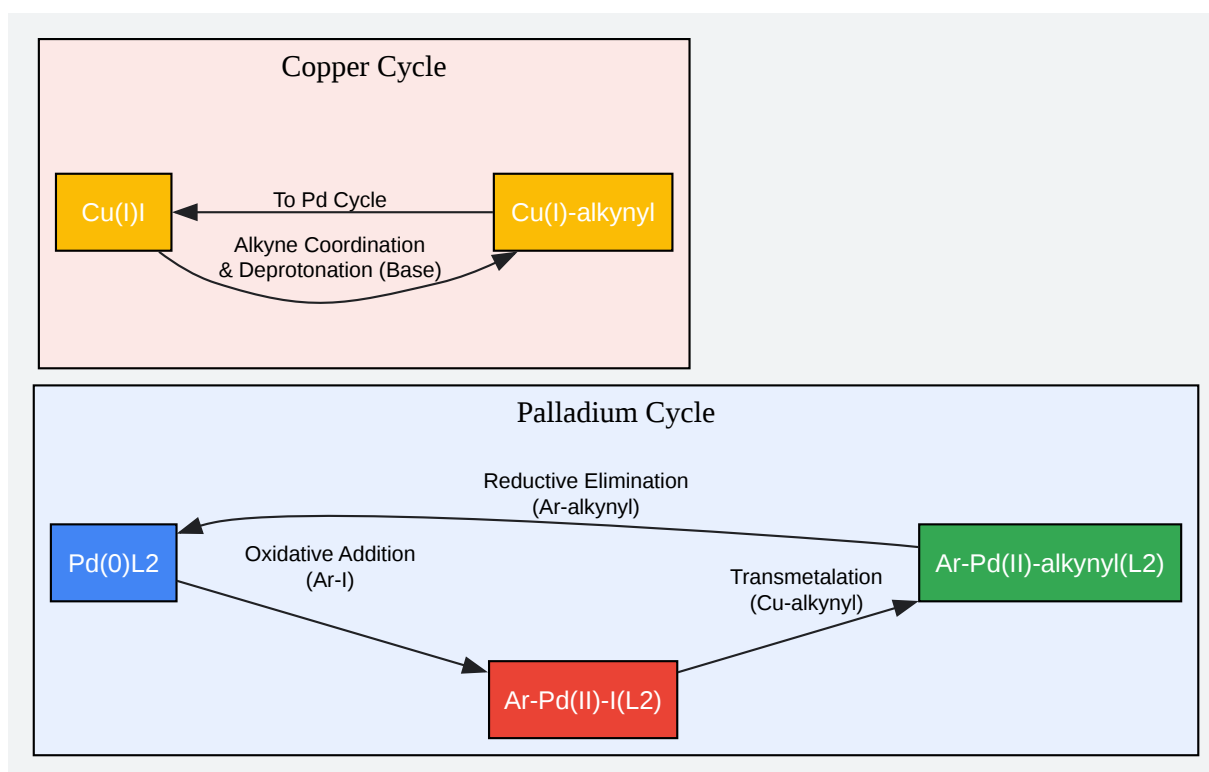 Copper Cycle
Cu(I)I
To Pd Cycle
Cu(I)-alkynyl
Alkyne Coordination
& Deprotonation (Base)
Palladium Cycle
Reductive Elimination
(Ar-alkynyl)
Pd(0)L2
Oxidative Addition
(Ar-I)
Transmetalation
(Cu-alkynyl)
Ar-Pd(II)-alkynyl(L2)
Ar-Pd(II)-I(L2)